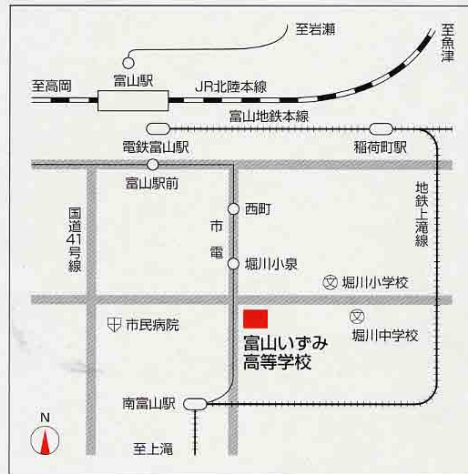 至岩瀬
至魚津
富山駅
至高岡
JR北陸本線
富山地鉄本線
電鉄富山駅
稲荷町駅
富山駅前
国道41号線
市電
西町
地鉄上滝線
堀川小泉
文 堀川小学校
市民病院
富山いずみ
高等学校
文
堀川中学校
南富山駅
至上滝
N